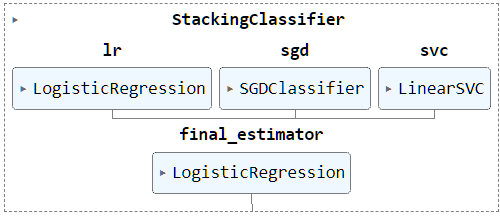 StackingClassifier
lr sgd svc
LogisticRegression SGDClassifier LinearSVC
final_estimator
LogisticRegression